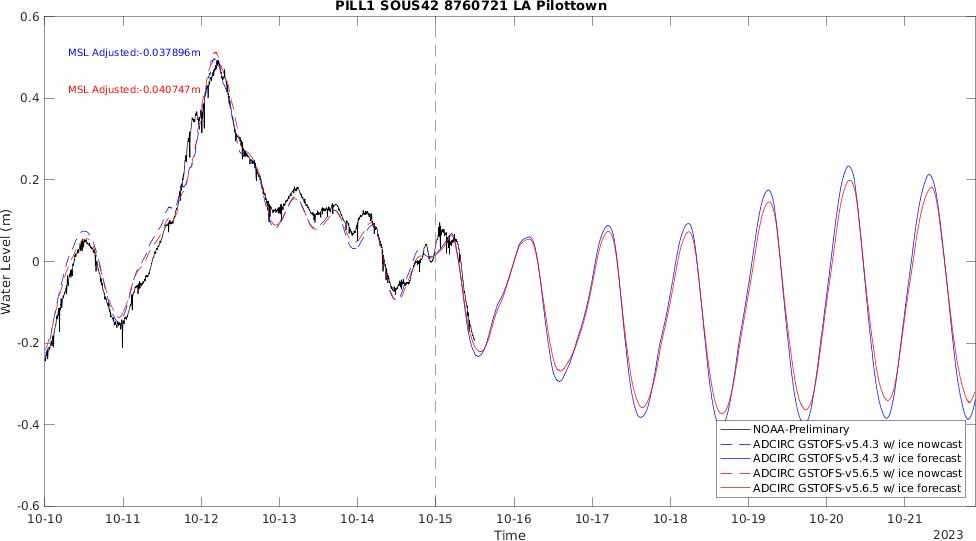 PILL1 SOUS42 8760721 LA Pilottown
MSL Adjusted:-0.037896m
MSL Adjusted:-0.040747m
Water Level (m)
0.6
0.4
0.2
0
-0.2
-0.4
-0.6
NOAA-Preliminary
ADCIRC GSTOFS-v5.4.3 w/ ice nowcast
ADCIRC GSTOFS-v5.4.3 w/ ice forecast
ADCIRC GSTOFS-v5.6.5 w/ ice nowcast
ADCIRC GSTOFS-v5.6.5 w/ ice forecast
10-10 10-11 10-12 10-13 10-14 10-15 10-16 10-17 10-18 10-19 10-20 10-21
Time
2023